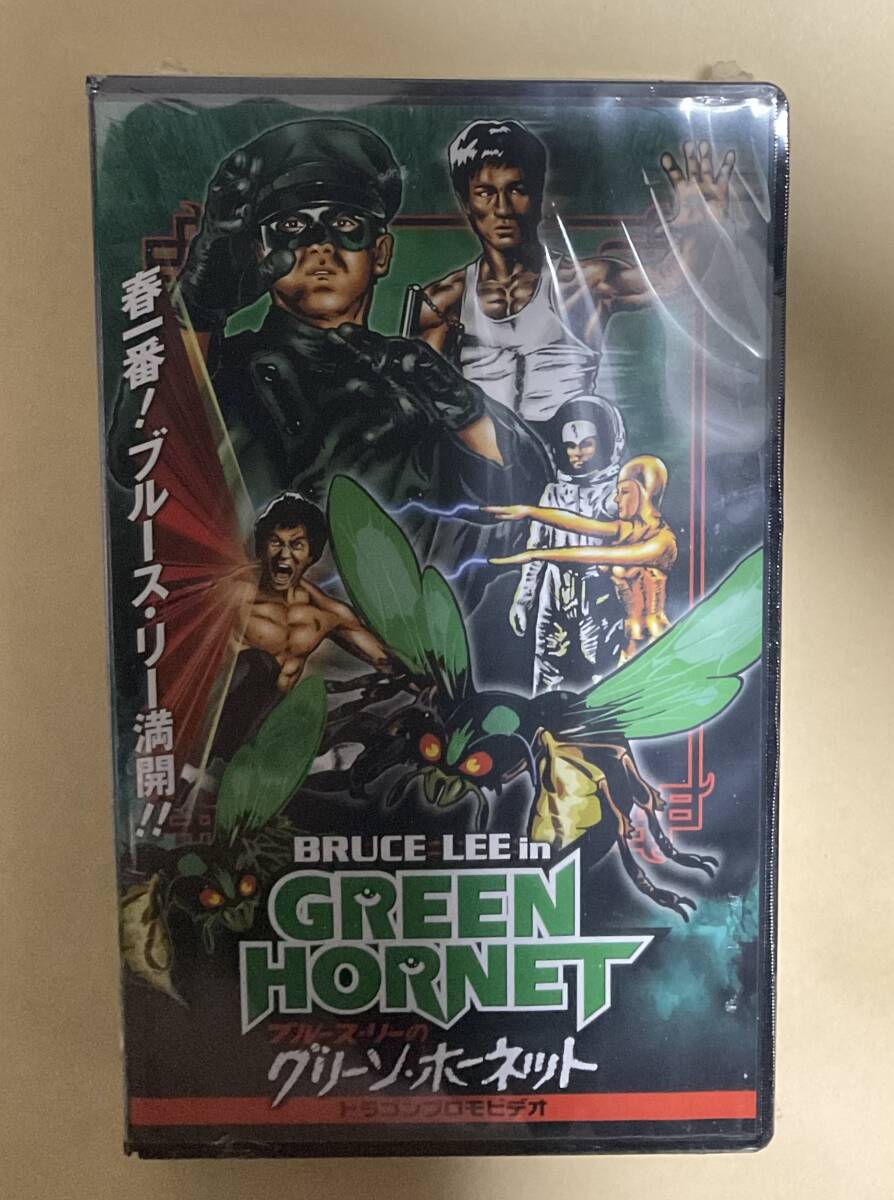 春一番!ブルース・リー満開!!
BRUCE LEE in
GREEN
HORNET
ブルース・リーの
グリーン・ホーネット
ドラゴンプロモビデオ